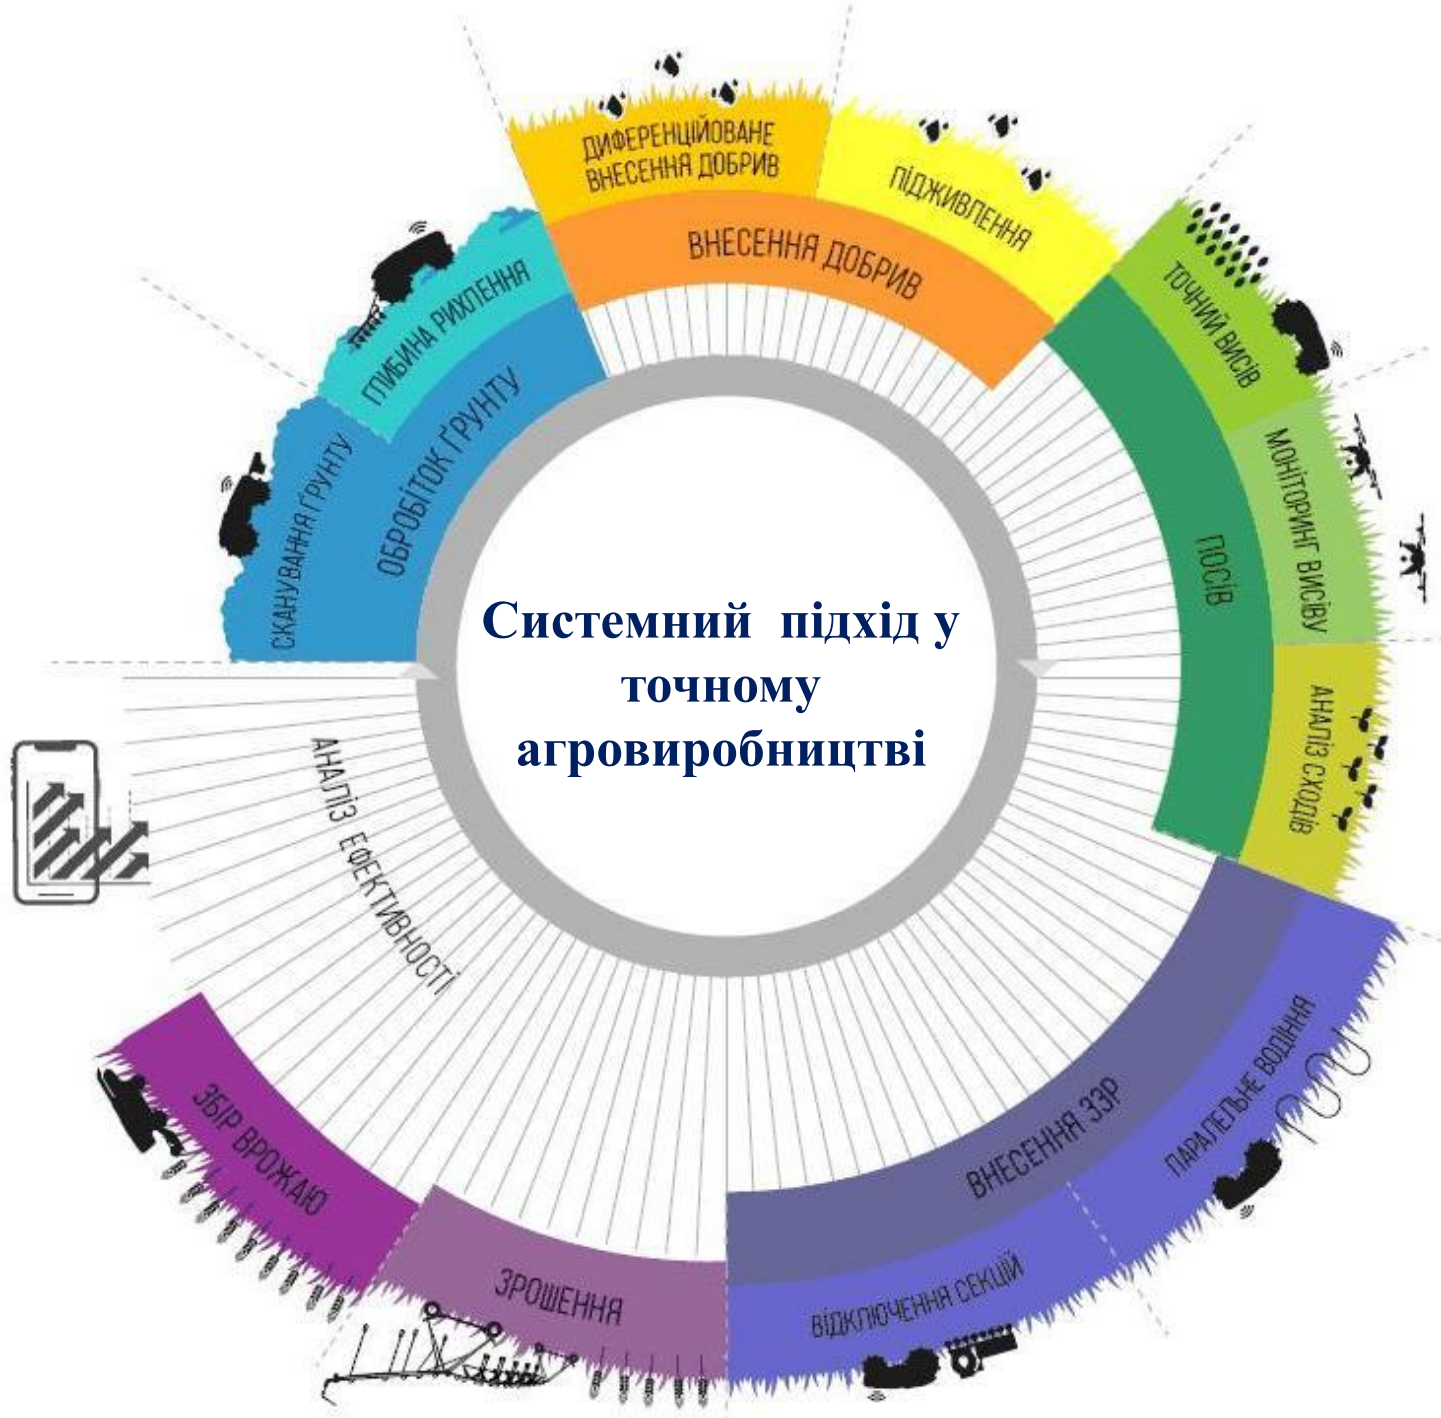 Системний підхід у
точному
агровиробництві
СКАНУВАННЯ ҐРУНТУ
ГЛИБИНА РИХЛЕННЯ
ОБРОБІТОК ҐРУНТУ
ДИФЕРЕНЦІЙОВАНЕ
ВНЕСЕННЯ ДОБРИВ
ПІДЖИВЛЕННЯ
ВНЕСЕННЯ ДОБРИВ
ТОЧНИЙ ВИСІВ
МОНІТОРИНГ ВИСІВУ
АНАЛІЗ СХОДІВ
ПОСІВ
ПАРАЛЕЛЬНЕ ВОДІННЯ
ВІДКЛЮЧЕННЯ СЕКЦІЙ
ВНЕСЕННЯ ЗЗР
ЗРОШЕННЯ
ЗБІР ВРОЖАЮ
АНАЛІЗ ЕФЕКТИВНОСТІ